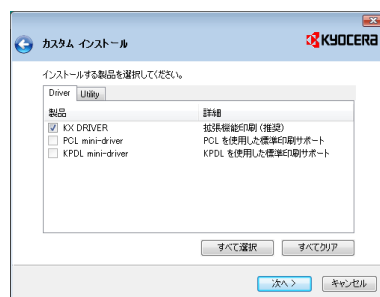 カスタム インストール
KYOCERA
インストールする製品を選択してください。
Driver Utility
製品 詳細
KX DRIVER 拡張機能印刷 (推奨)
PCL mini-driver PCL を使用した標準印刷サポート
KPDL mini-driver KPDL を使用した標準印刷サポート
すべて選択 すべてクリア
次へ > キャンセル